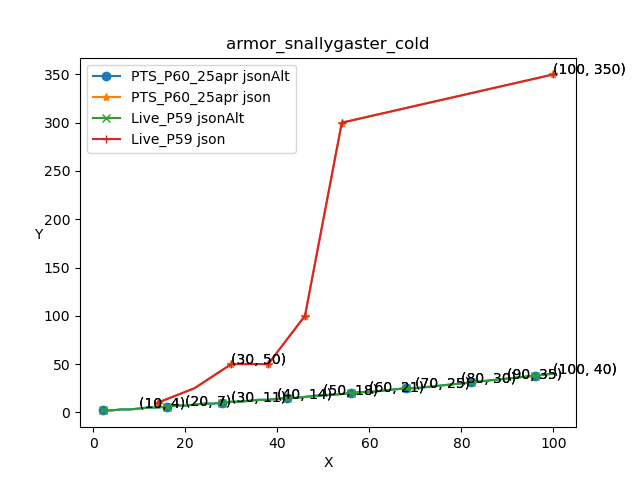 armor_snallygaster_cold
PTS_P60_25apr jsonAlt
PTS_P60_25apr json
Live_P59 jsonAlt
Live_P59 json
(100, 350)
350
300
250
200
Y
150
100
50
0
(30, 50)
(10, 4)
(20, 7)
(30, 11)
(40, 14)
(50, 18)
(60, 21)
(70, 25)
(80, 30)
(90, 35)
(100, 40)
0 20 40 60 80 100
X